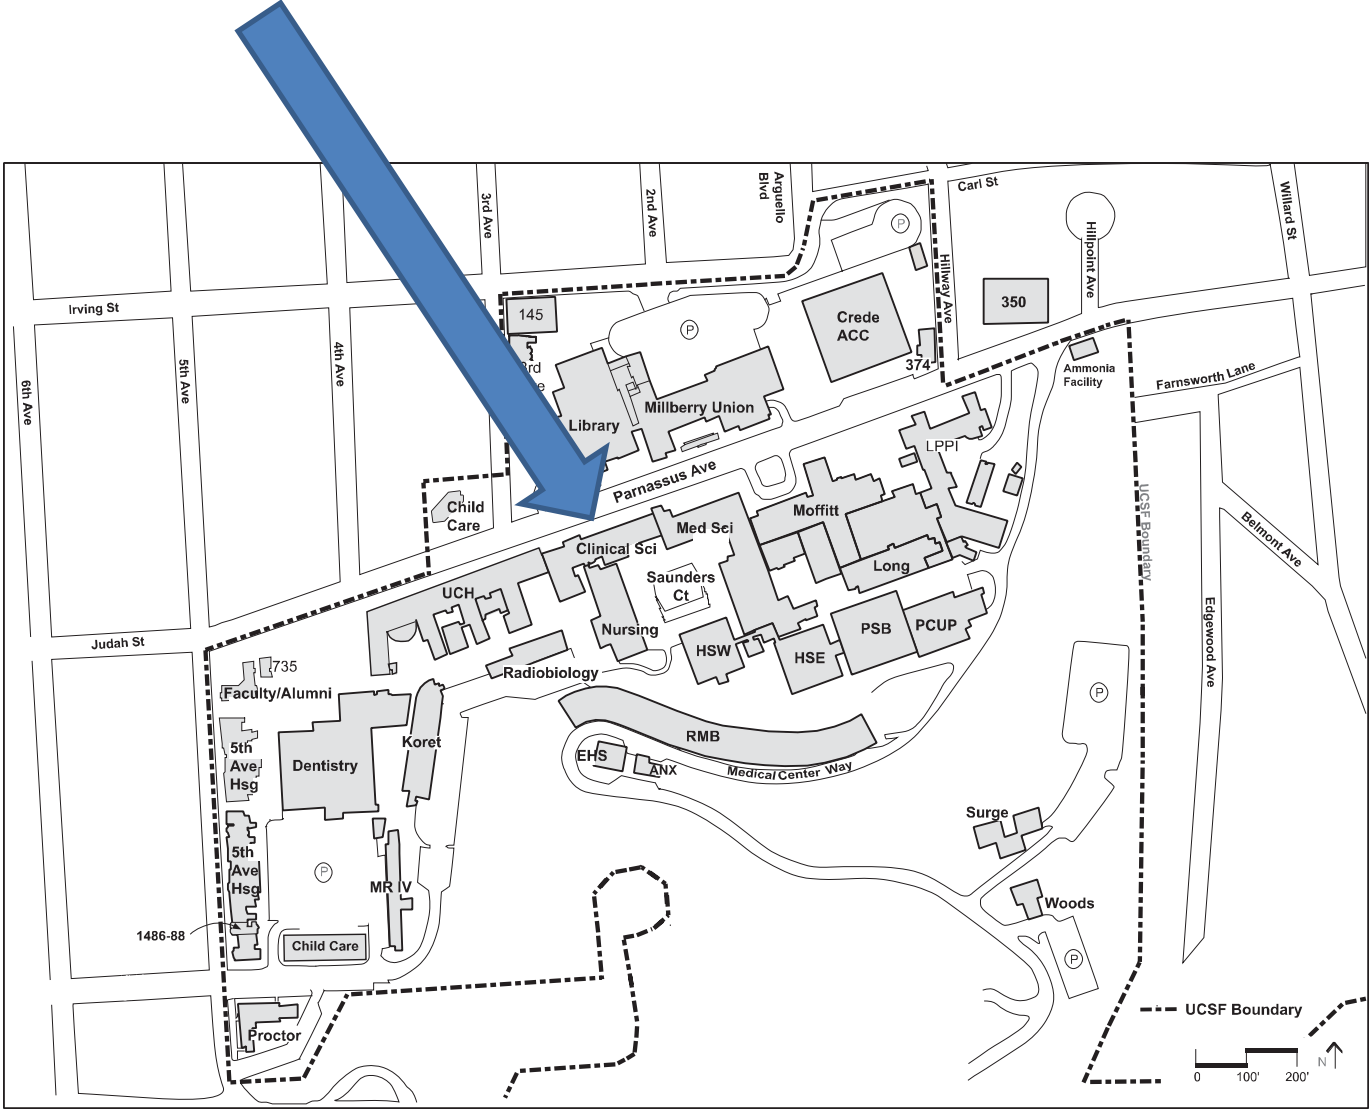 Carl St
Arguello
Blvd
3rd Ave
2nd Ave
Willard St
P
Hillpoint Ave
Hillway Ave
Irving St
145
350
Crede
ACC
P
4th Ave
5th Ave
6th Ave
374
Ammonia
Facility
Farnsworth Lane
Millberry Union
Library
LPPI
Parnassus Ave
Child
Care
Moffitt
Med Sci
UCSF Boundary
Belmont Ave
Clinical Sci
Long
Saunders
Ct
UCH
Nursing
PSB
PCUP
Edgewood Ave
Judah St
HSW
HSE
735
Radiobiology
Faculty/Alumni
P
RMB
Koret
5th
Ave
Hsg
Dentistry
EHS
ANX
Medical Center Way
Surge
5th
Ave
Hsg
P
MR IV
Woods
1486-88
Child Care
P
UCSF Boundary
Proctor
N
0 100' 200'